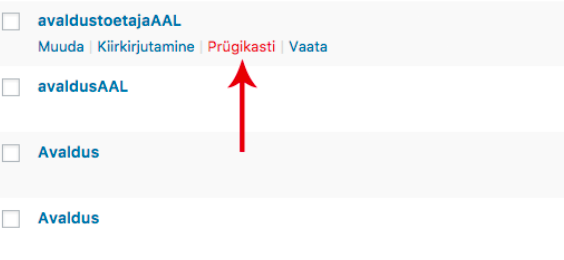 avaldustoetajaAAL
Muuda | Kiirkirjutamine | Prügikasti | Vaata
avaldusAAL
Avaldus
Avaldus